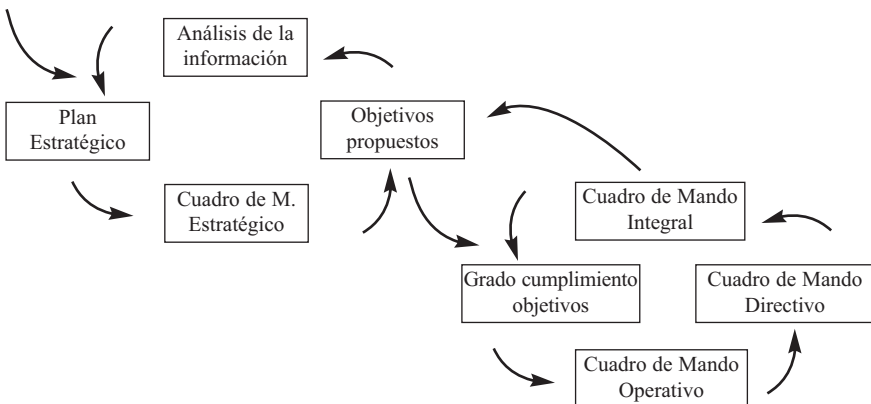 Análisis de la
información
Plan
Estratégico
Objetivos
propuestos
Cuadro de M.
Estratégico
Cuadro de Mando
Integral
Grado cumplimiento
objetivos
Cuadro de Mando
Directivo
Cuadro de Mando
Operativo